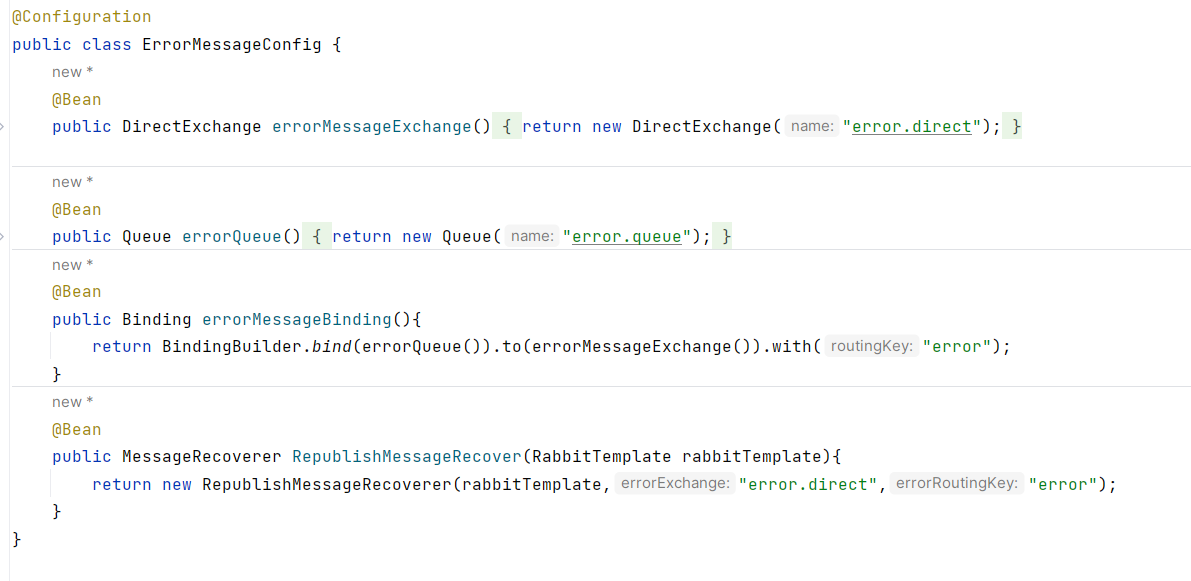 @Configuration
public class ErrorMessageConfig {
new *
@Bean
public DirectExchange errorMessageExchange() { return new DirectExchange( name: "error.direct"); }
new *
@Bean
public Queue errorQueue() { return new Queue( name: "error.queue"); }
new *
@Bean
public Binding errorMessageBinding(){
return BindingBuilder.bind(errorQueue()).to(errorMessageExchange()).with( routingKey: "error");
}
new *
@Bean
public MessageRecoverer RepublishMessageRecover(RabbitTemplate rabbitTemplate){
return new RepublishMessageRecoverer(rabbitTemplate, errorExchange: "error.direct", errorRoutingKey: "error");
}
}